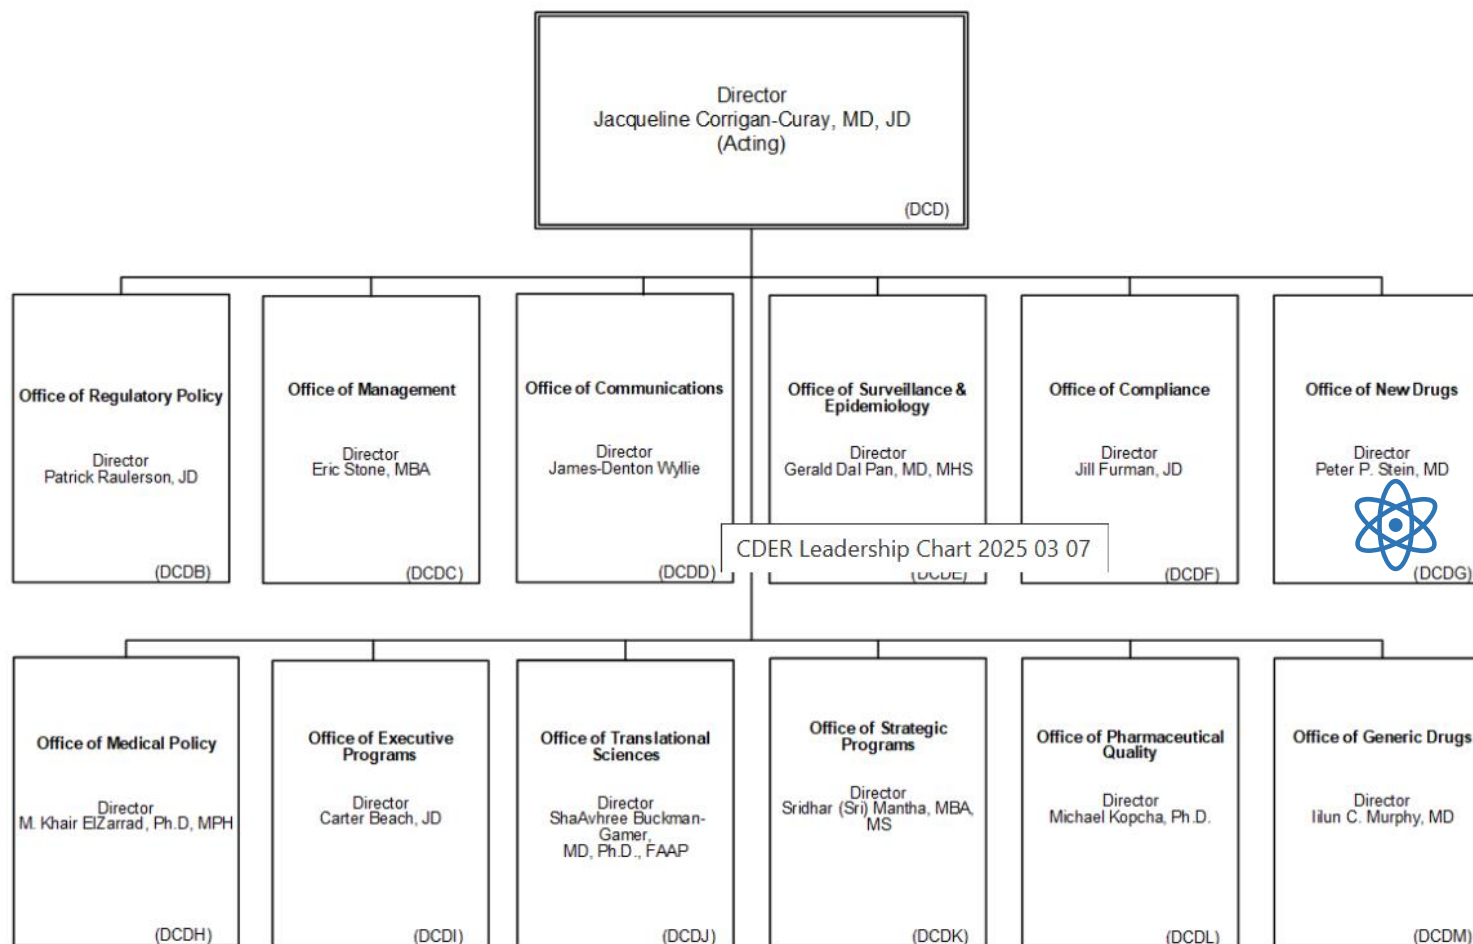 Director
Jacqueline Corrigan-Curay, MD, JD
(Acting)
(DCD)
Office of Regulatory Policy
Director
Patrick Raulerson, JD
(DCDB)
Office of Management
Director
Eric Stone, MBA
(DCDC)
Office of Communications
Director
James-Denton Wyllie
(DCDD)
Office of Surveillance &
Epidemiology
Director
Gerald Dal Pan, MD, MHS
(DCDE)
Office of Compliance
Director
Jill Furman, JD
(DCDF)
Office of New Drugs
Director
Peter P. Stein, MD
(DCDG)
CDER Leadership Chart 2025 03 07
Office of Medical Policy
Director
M. Khair ElZarrad, Ph.D, MPH
(DCDH)
Office of Executive
Programs
Director
Carter Beach, JD
(DCDI)
Office of Translational
Sciences
Director
ShaAvhree Buckman-
Garner,
MD, Ph.D., FAAP
(DCDJ)
Office of Strategic
Programs
Director
Sridhar (Sri) Mantha, MBA,
MS
(DCDK)
Office of Pharmaceutical
Quality
Director
Michael Kopcha, Ph.D.
(DCDL)
Office of Generic Drugs
Director
Iilun C. Murphy, MD
(DCDM)